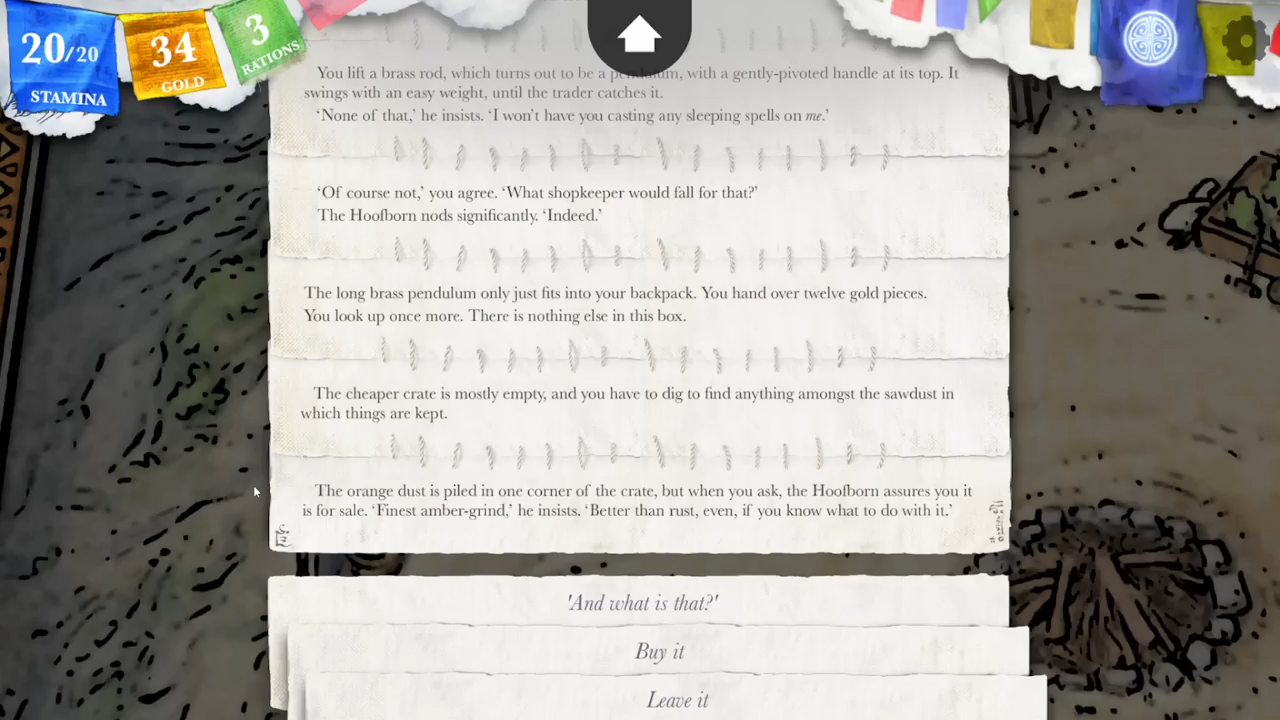 20/20
STAMINA
34
GOLD
3
RATIONS
You lift a brass rod, which turns out to be a pendulum, with a gently-pivoted handle at its top. It
swings with an easy weight, until the trader catches it.
‘None of that,’ he insists. ‘I won’t have you casting any sleeping spells on me.’
‘Of course not,’ you agree. ‘What shopkeeper would fall for that?’
The Hoofborn nods significantly. ‘Indeed.’
The long brass pendulum only just fits into your backpack. You hand over twelve gold pieces.
You look up once more. There is nothing else in this box.
The cheaper crate is mostly empty, and you have to dig to find anything amongst the sawdust in
which things are kept.
The orange dust is piled in one corner of the crate, but when you ask, the Hoofborn assures you it
is for sale. ‘Finest amber-grind,’ he insists. ‘Better than rust, even, if you know what to do with it.’
'And what is that?'
Buy it
Leave it